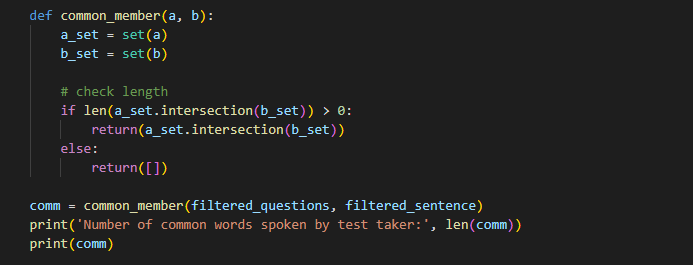 def common_member(a, b):
    a_set = set(a)
    b_set = set(b)

    # check length
    if len(a_set.intersection(b_set)) > 0:
        return(a_set.intersection(b_set))
    else:
        return([])

comm = common_member(filtered_questions, filtered_sentence)
print('Number of common words spoken by test taker:', len(comm))
print(comm)